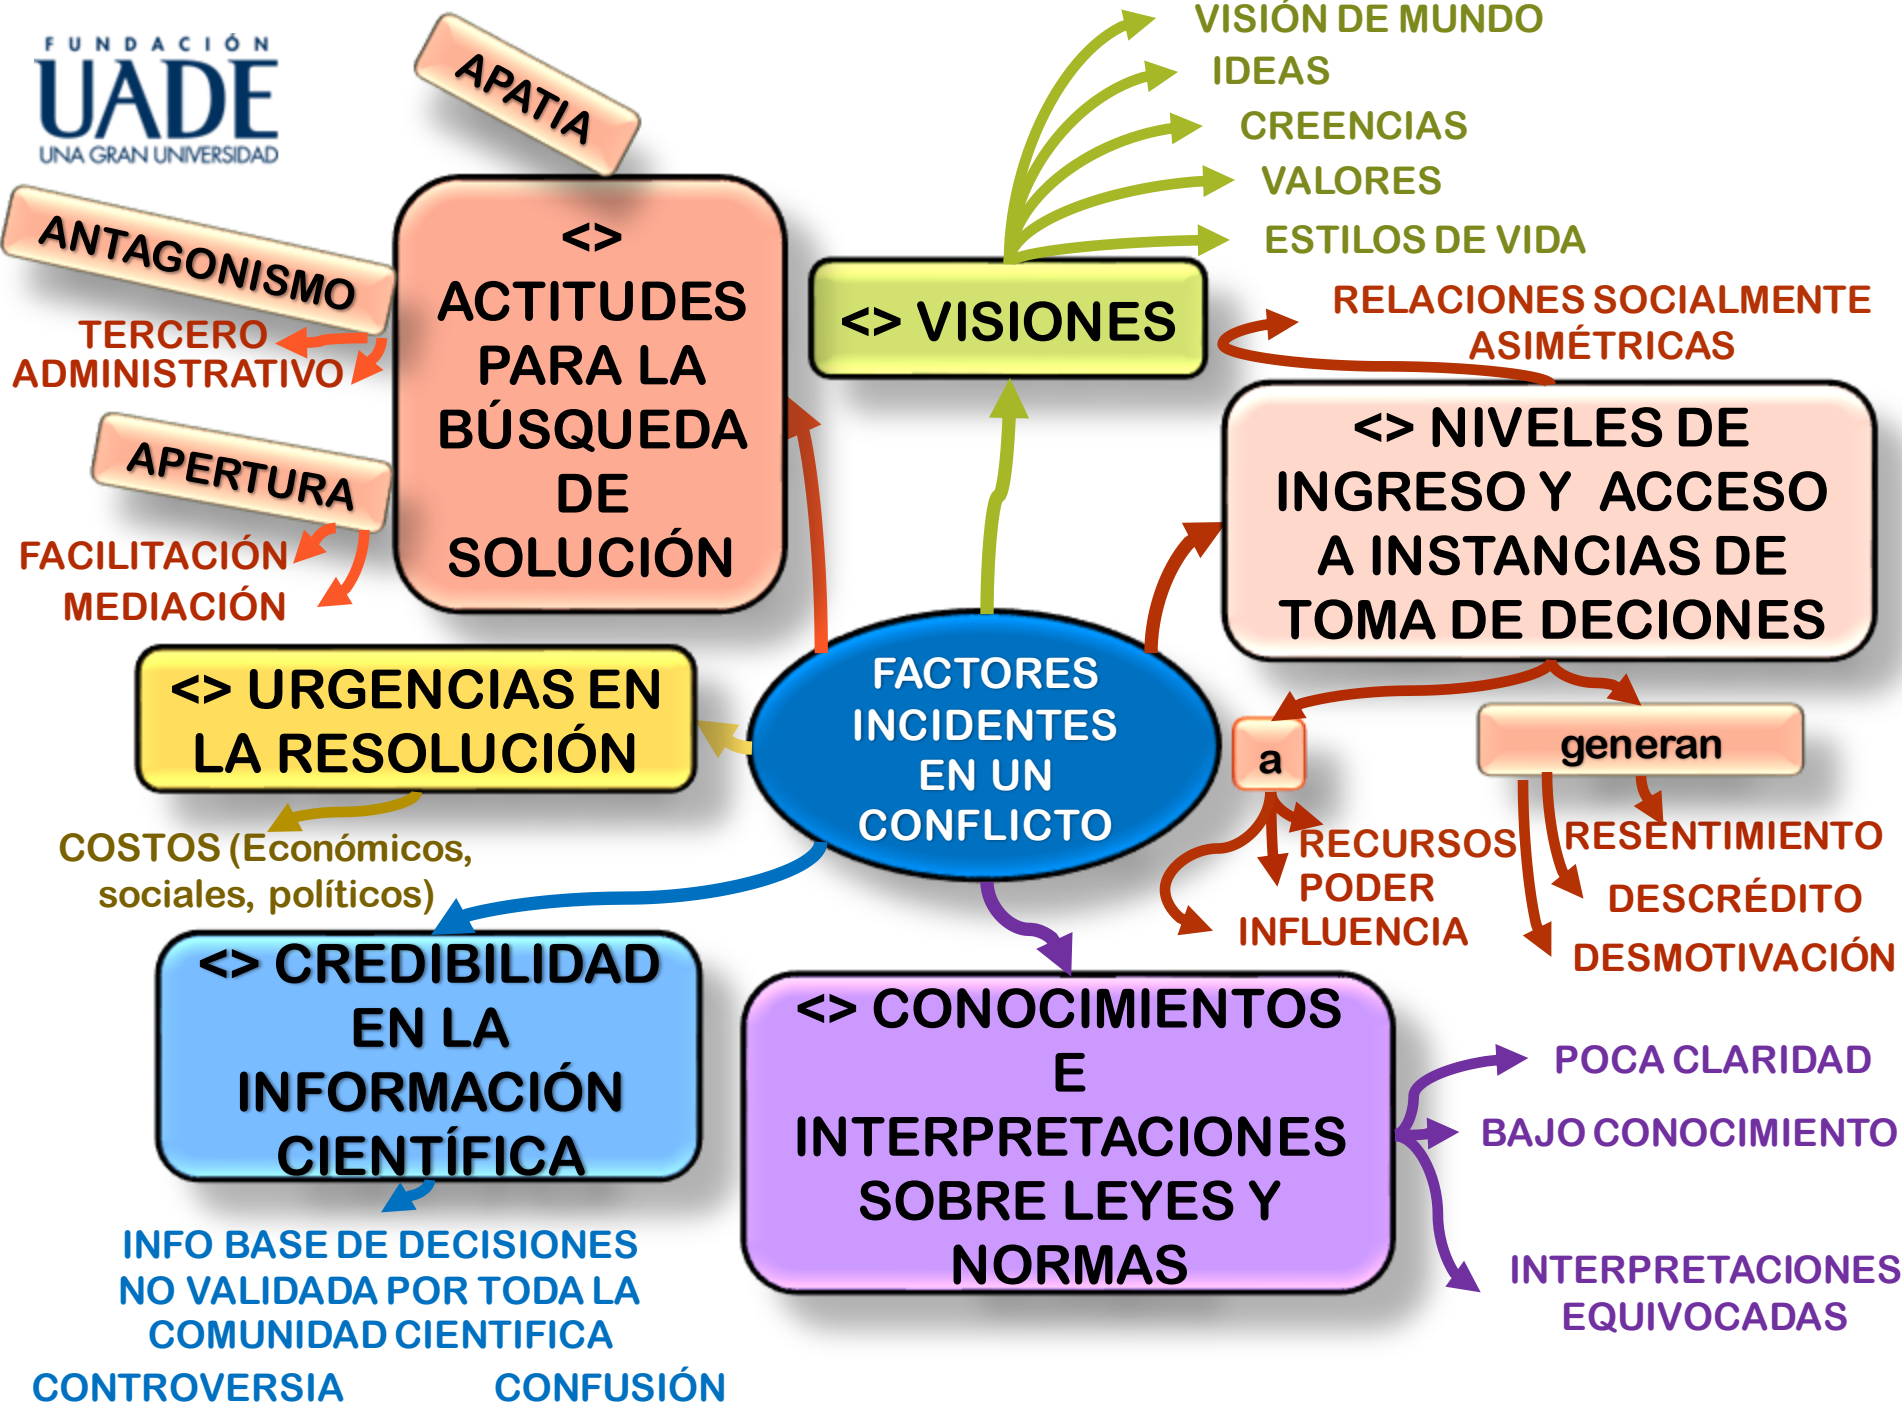 FUNDACIÓN
UADE
UNA GRAN UNIVERSIDAD
APATIA
ANTAGONISMO
TERCERO
ADMINISTRATIVO
APERTURA
FACILITACIÓN
MEDIACIÓN
<>
ACTITUDES
PARA LA
BÚSQUEDA
DE
SOLUCIÓN
VISIÓN DE MUNDO
IDEAS
CREENCIAS
VALORES
ESTILOS DE VIDA
<> VISIONES
RELACIONES SOCIALMENTE
ASIMÉTRICAS
<> NIVELES DE
INGRESO Y ACCESO
A INSTANCIAS DE
TOMA DE DECIONES
a
generan
RECURSOS
PODER
INFLUENCIA
RESENTIMIENTO
DESCRÉDITO
DESMOTIVACIÓN
FACTORES
INCIDENTES
EN UN
CONFLICTO
<> URGENCIAS EN
LA RESOLUCIÓN
COSTOS (Económicos,
sociales, políticos)
<> CREDIBILIDAD
EN LA
INFORMACIÓN
CIENTÍFICA
INFO BASE DE DECISIONES
NO VALIDADA POR TODA LA
COMUNIDAD CIENTIFICA
CONTROVERSIA
CONFUSIÓN
<> CONOCIMIENTOS
E
INTERPRETACIONES
SOBRE LEYES Y
NORMAS
POCA CLARIDAD
BAJO CONOCIMIENTO
INTERPRETACIONES
EQUIVOCADAS